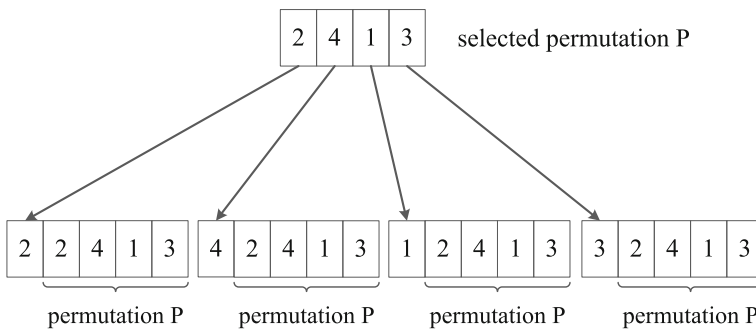 2 4 1 3 selected permutation P
2 2 4 1 3 4 2 4 1 3 1 2 4 1 3 3 2 4 1 3
permutation P permutation P permutation P permutation P